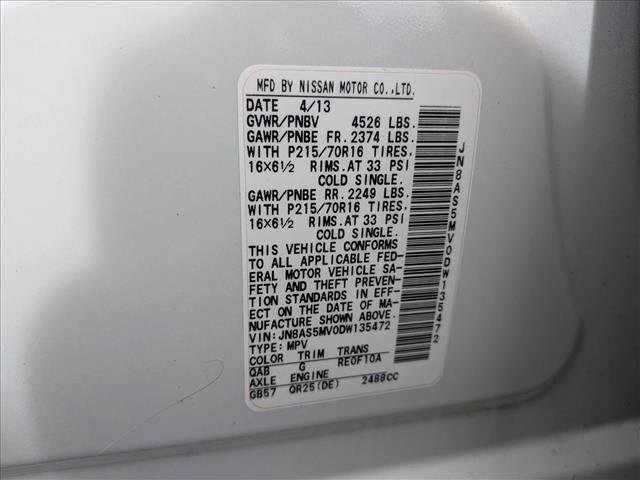 MFD BY NISSAN MOTOR CO.,LTD.
DATE 4/13
GVWR/PNBV 4526 LBS.
GAWR/PNBE FR. 2374 LBS.
WITH P215/70R16 TIRES,
16X6½ RIMS.AT 33 PSI
COLD SINGLE.
GAWR/PNBE RR. 2249 LBS.
WITH P215/70R16 TIRES,
16X6½ RIMS.AT 33 PSI
COLD SINGLE.
THIS VEHICLE CONFORMS
TO ALL APPLICABLE FED-
ERAL MOTOR VEHICLE SA-
FETY AND THEFT PREVEN-
TION STANDARDS IN EFF-
ECT ON THE DATE OF MA-
NUFACTURE SHOWN ABOVE.
VIN: JN8AS5MV0DW135472
TYPE: MPV
COLOR TRIM TRANS
QAB G RE0F10A
AXLE ENGINE
GB57 QR25(DE) 2488CC
JN8AS5MV0DW135472